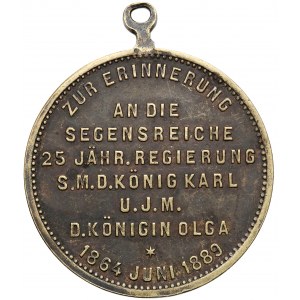 ZUR ERINNERUNG
AN DIE
SEGENSREICHE
25 JÄHR. REGIERUNG
S.M.D. KÖNIG KARL
U.J.M.
D. KÖNIGIN OLGA
*
1864 JUNI 1889